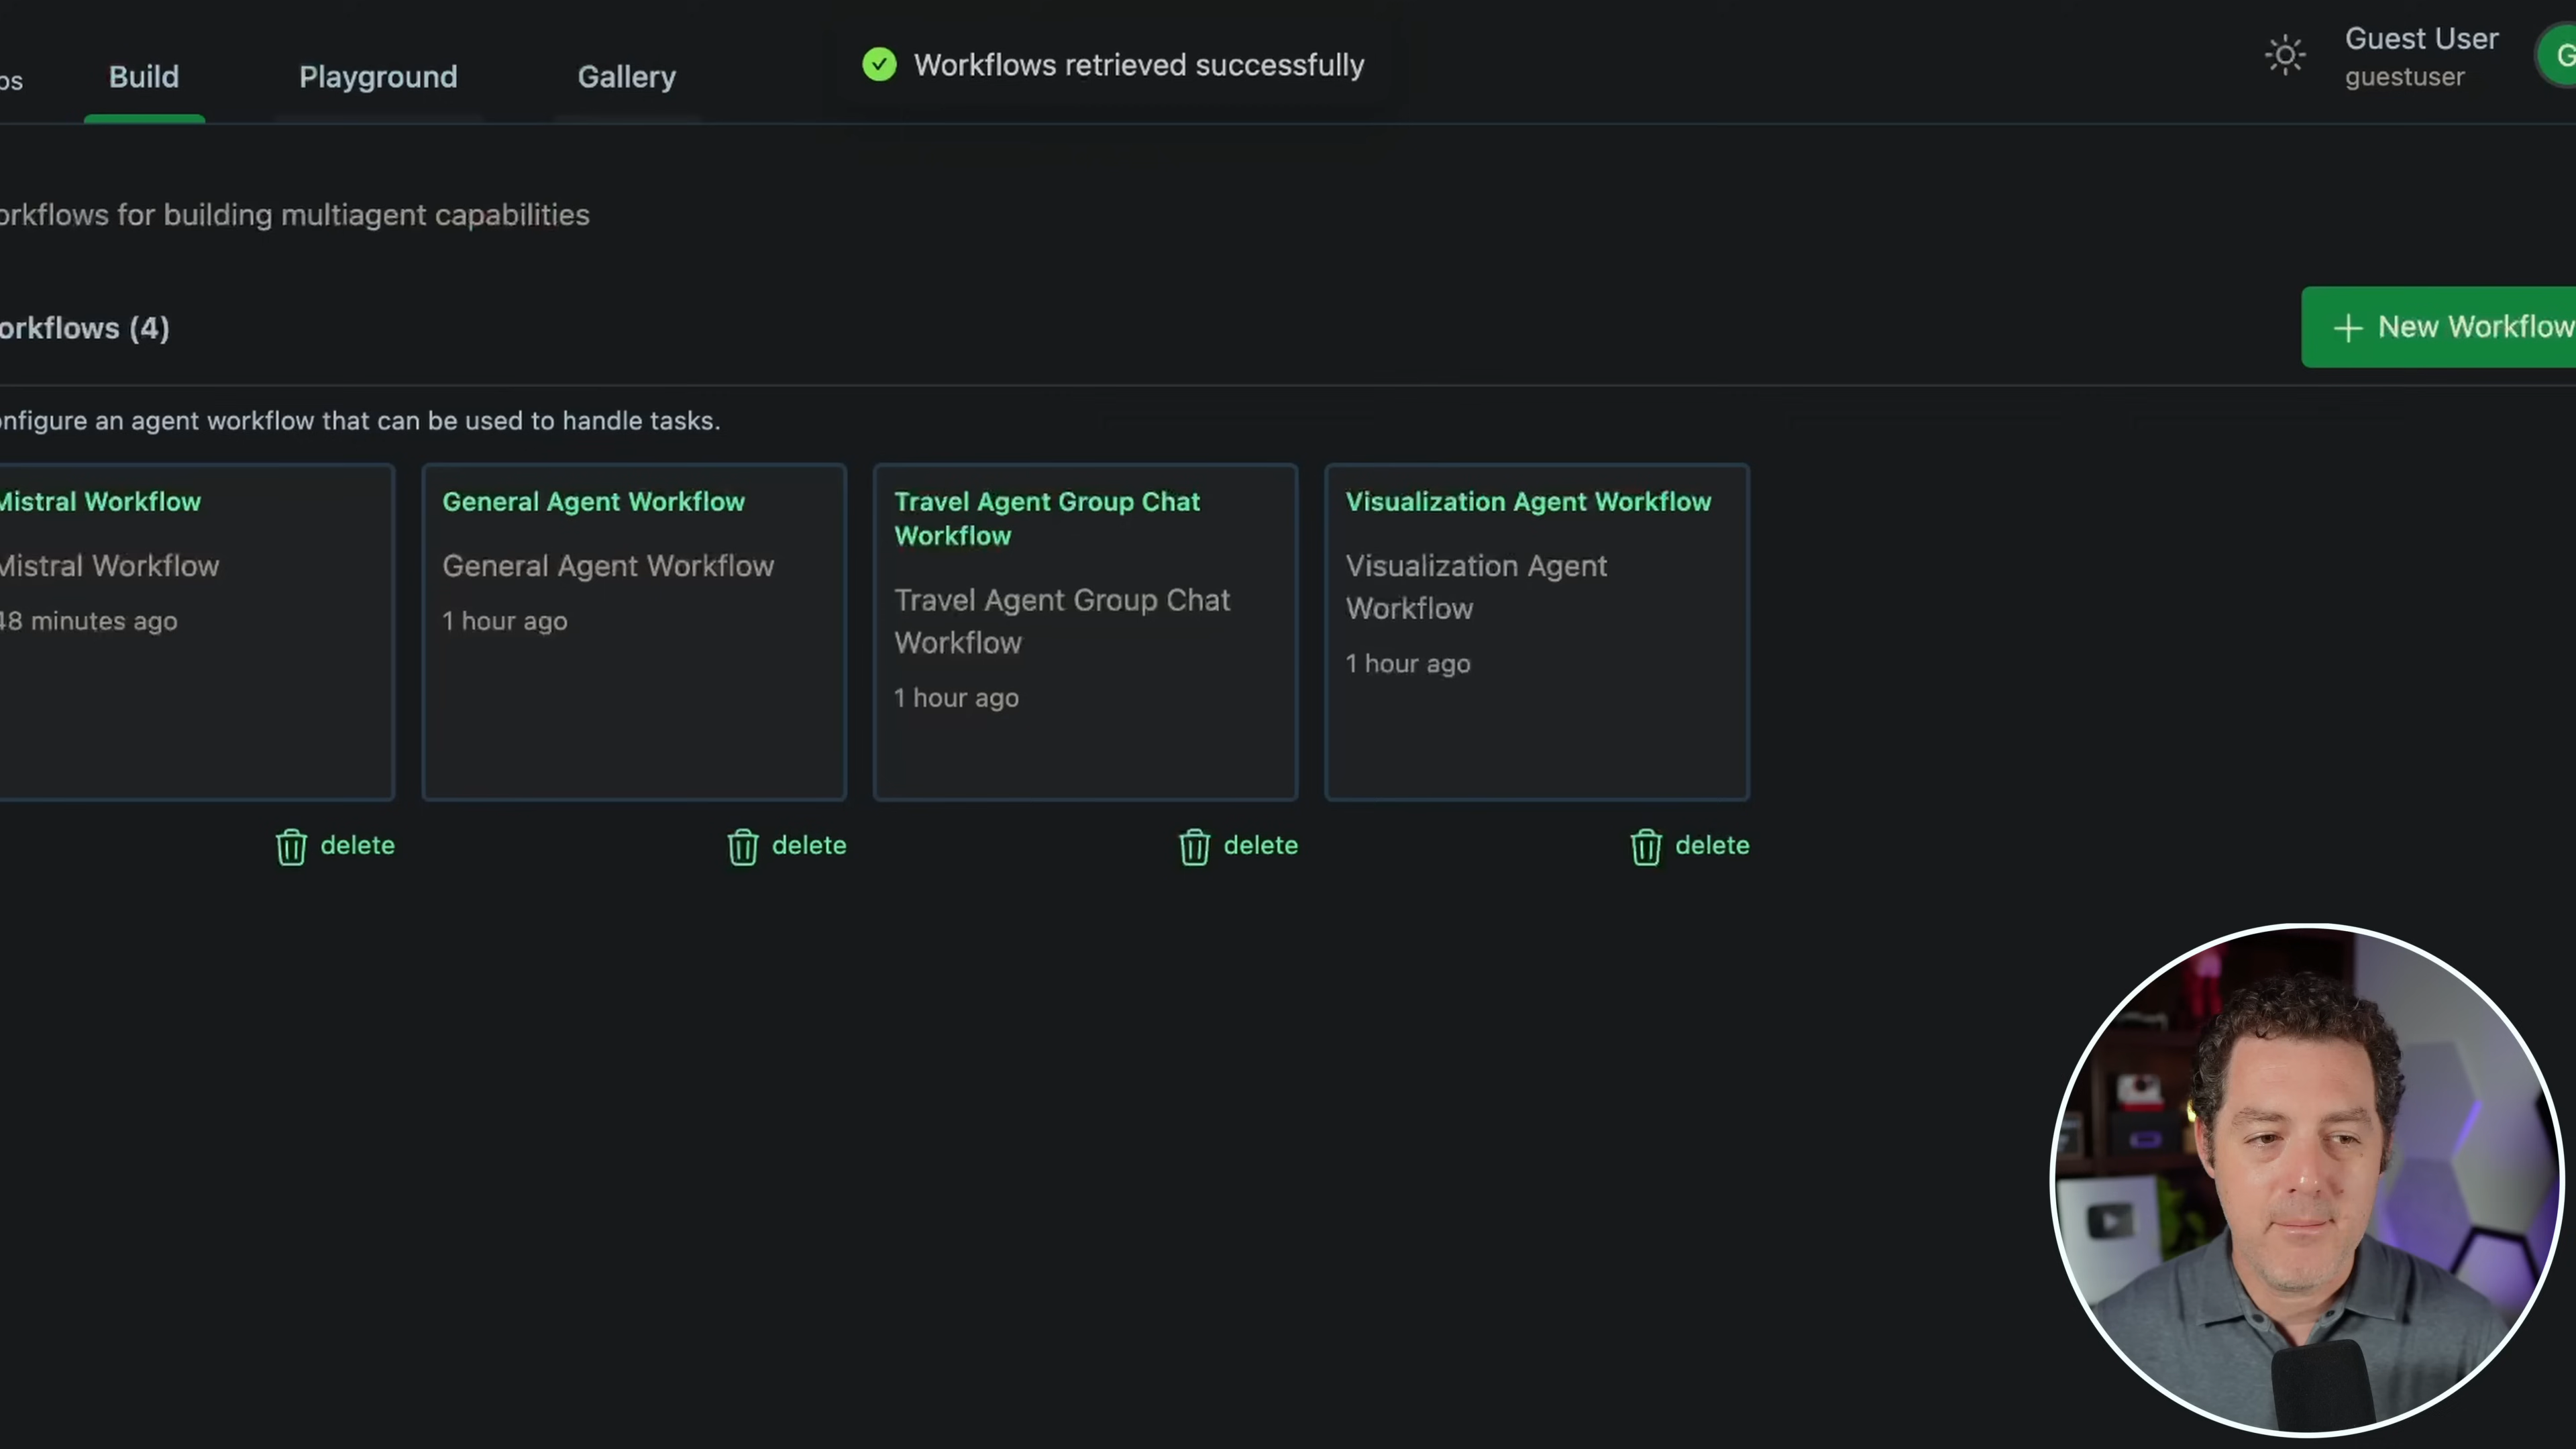 Build
Playground
Gallery
Workflows retrieved successfully
Guest User
guestuser
G
orkflows for building multiagent capabilities
orkflows (4)
+ New Workflow
onfigure an agent workflow that can be used to handle tasks.
Mistral Workflow
Mistral Workflow
48 minutes ago
General Agent Workflow
General Agent Workflow
1 hour ago
Travel Agent Group Chat
Workflow
Travel Agent Group Chat
Workflow
1 hour ago
Visualization Agent Workflow
Visualization Agent
Workflow
1 hour ago
delete
delete
delete
delete